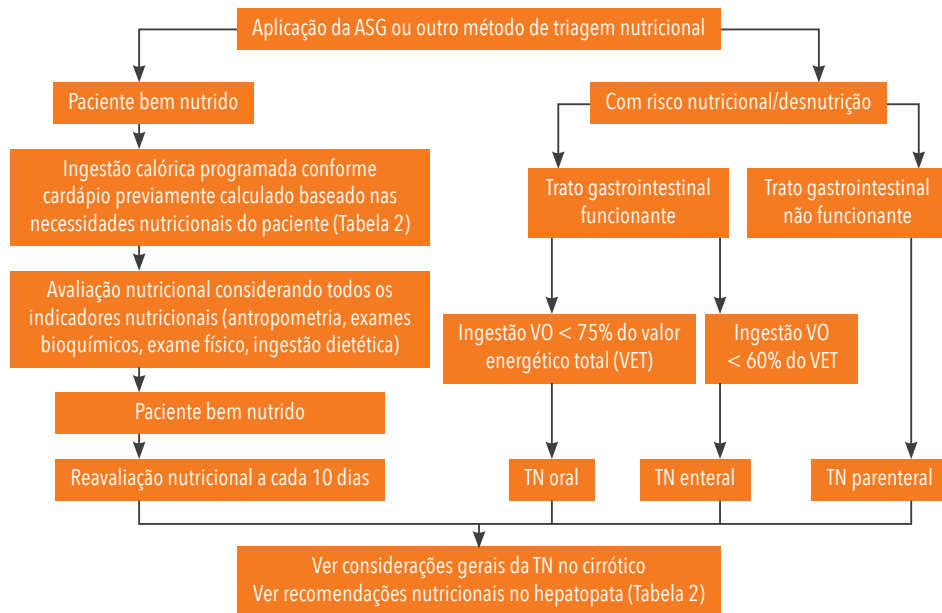 Aplicação da ASG ou outro método de triagem nutricional
Paciente bem nutrido
Com risco nutricional/desnutrição
Ingestão calórica programada conforme
cardápio previamente calculado baseado nas
necessidades nutricionais do paciente (Tabela 2)
Trato gastrointestinal
funcionante
Trato gastrointestinal
não funcionante
Avaliação nutricional considerando todos os
indicadores nutricionais (antropometria, exames
bioquímicos, exame físico, ingestão dietética)
Ingestão VO < 75% do valor
energético total (VET)
Ingestão VO
< 60% do VET
Paciente bem nutrido
Reavaliação nutricional a cada 10 dias
TN oral
TN enteral
TN parenteral
Ver considerações gerais da TN no cirrótico
Ver recomendações nutricionais no hepatopata (Tabela 2)